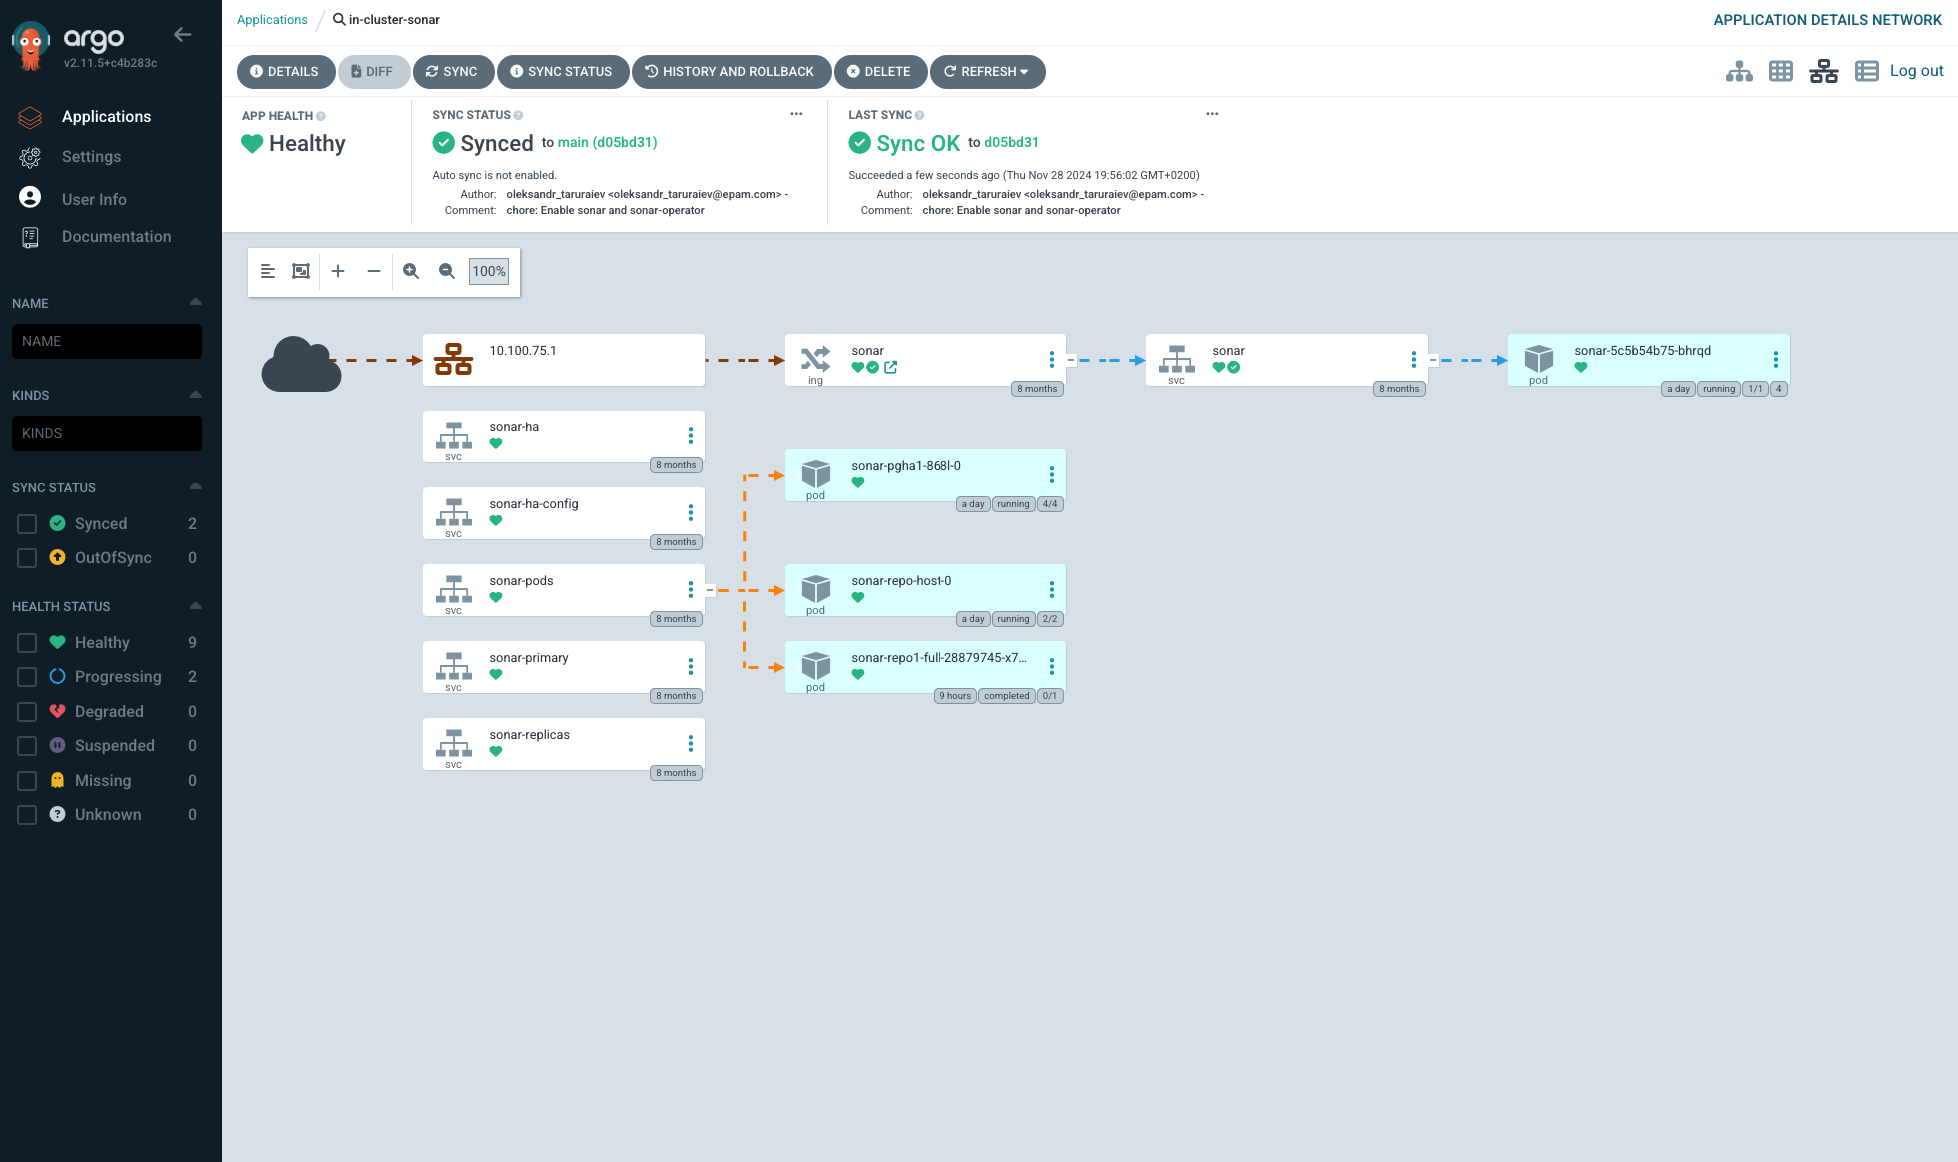 argo
v2.11.5+c4b283c
Applications
Settings
User Info
Documentation
NAME
NAME
KINDS
KINDS
SYNC STATUS
Synced 2
OutOfSync 0
HEALTH STATUS
Healthy 9
Progressing 2
Degraded 0
Suspended 0
Missing 0
Unknown 0
Applications / in-cluster-sonar
APPLICATION DETAILS NETWORK
DETAILS DIFF SYNC SYNC STATUS HISTORY AND ROLLBACK DELETE REFRESH
Log out
APP HEALTH
Healthy
SYNC STATUS
Synced to main (d05bd31)
Auto sync is not enabled.
Author: oleksandr_taruraiev <oleksandr_taruraiev@epam.com> -
Comment: chore: Enable sonar and sonar-operator
LAST SYNC
Sync OK to d05bd31
Succeeded a few seconds ago (Thu Nov 28 2024 19:56:02 GMT+0200)
Author: oleksandr_taruraiev <oleksandr_taruraiev@epam.com> -
Comment: chore: Enable sonar and sonar-operator
100%
10.100.75.1
sonar
ing
8 months
sonar
svc
8 months
sonar-5c5b54b75-bhrqd
pod
a day running 1/1 4
sonar-ha
svc
8 months
sonar-ha-config
svc
8 months
sonar-pods
svc
8 months
sonar-primary
svc
8 months
sonar-replicas
svc
8 months
sonar-pgha1-868l-0
pod
a day running 4/4
sonar-repo-host-0
pod
a day running 2/2
sonar-repo1-full-28879745-x7...
pod
9 hours completed 0/1